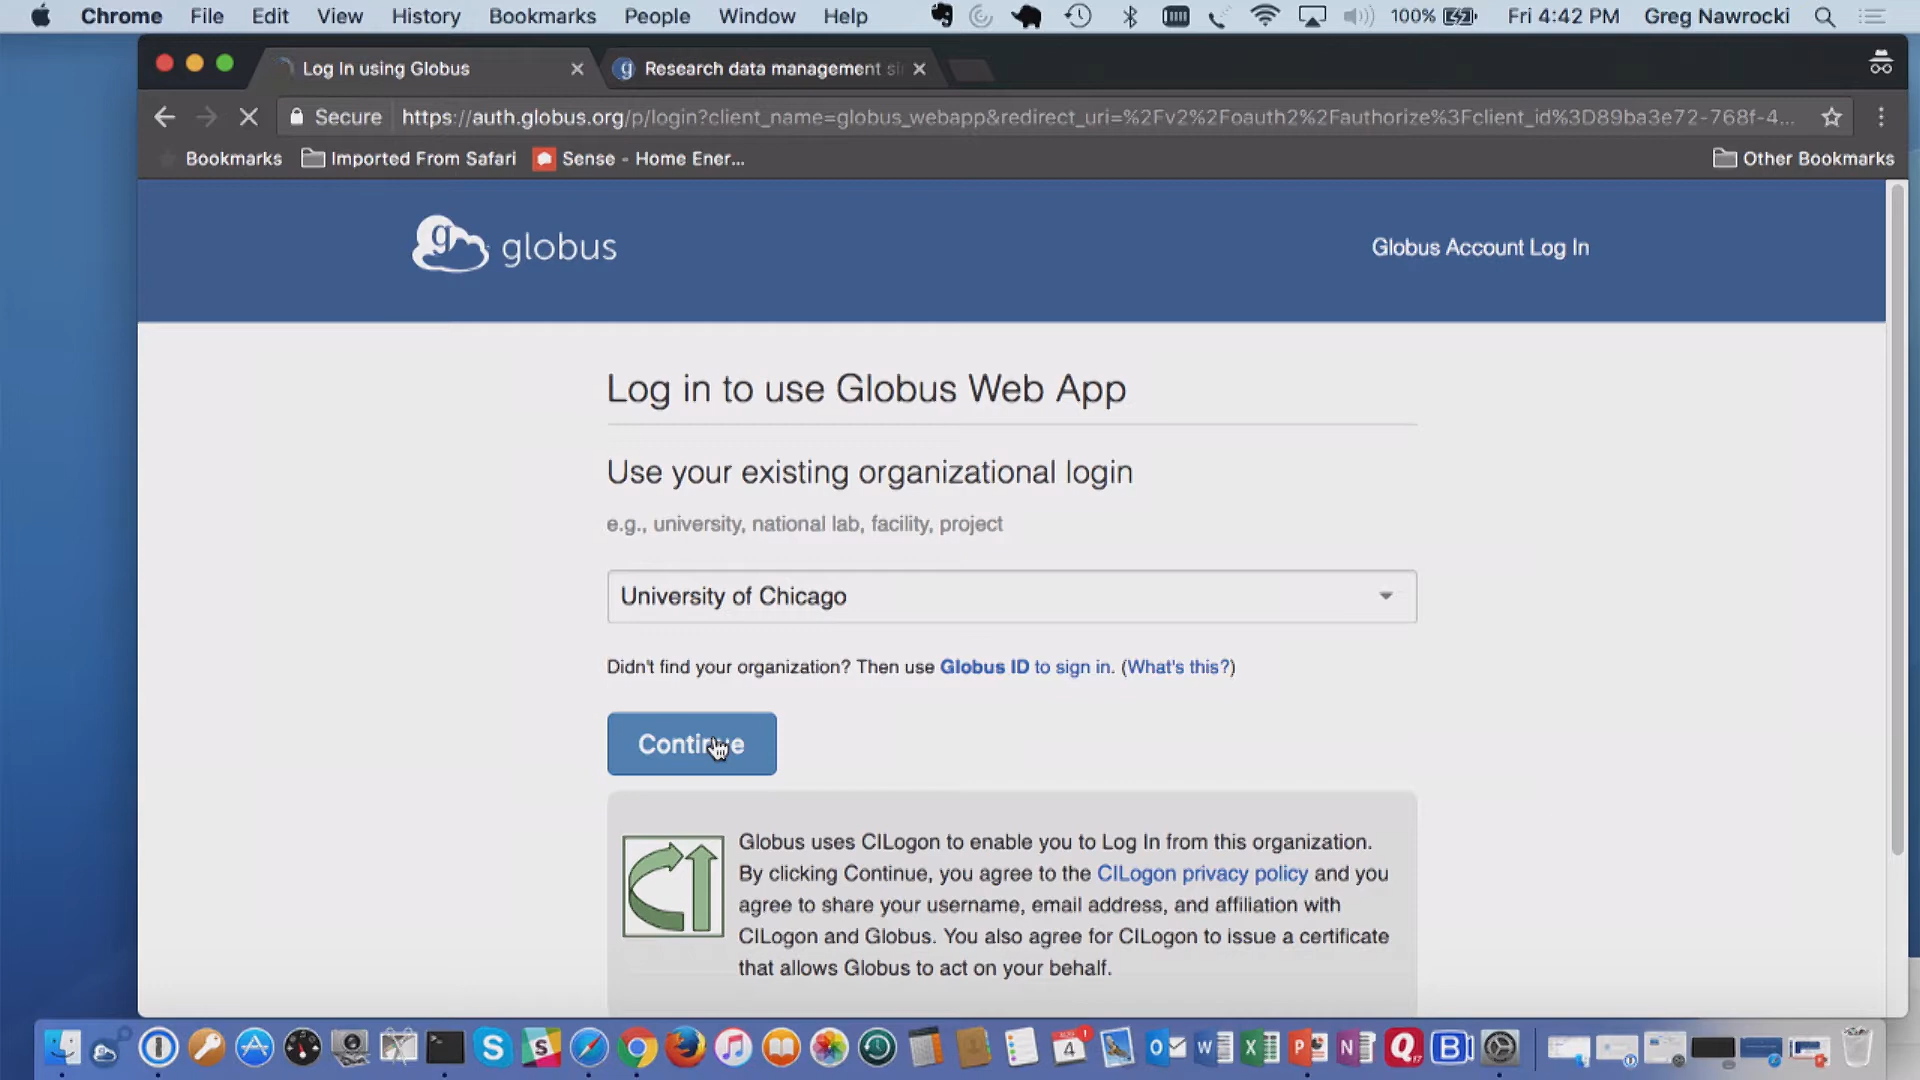 Chrome File Edit View History Bookmarks People Window Help 100% Fri 4:42 PM Greg Nawrocki
Log In using Globus
Research data management si
Secure https://auth.globus.org/p/login?client_name=globus_webapp&redirect_uri=%2Fv2%2Foauth2%2Fauthorize%3Fclient_id%3D89ba3e72-768f-4...
Bookmarks Imported From Safari Sense - Home Ener... Other Bookmarks
globus
Globus Account Log In
Log in to use Globus Web App
Use your existing organizational login
e.g., university, national lab, facility, project
University of Chicago
Didn't find your organization? Then use Globus ID to sign in. (What's this?)
Continue
Globus uses CILogon to enable you to Log In from this organization.
By clicking Continue, you agree to the CILogon privacy policy and you
agree to share your username, email address, and affiliation with
CILogon and Globus. You also agree for CILogon to issue a certificate
that allows Globus to act on your behalf.